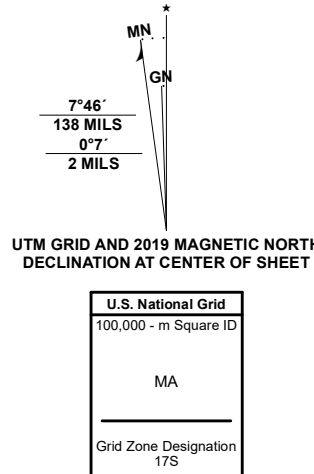 ★
MN
GN
7°46´
138 MILS
0°7´
2 MILS
UTM GRID AND 2019 MAGNETIC NORTH
DECLINATION AT CENTER OF SHEET
U.S. National Grid
100,000 - m Square ID
MA
Grid Zone Designation
17S